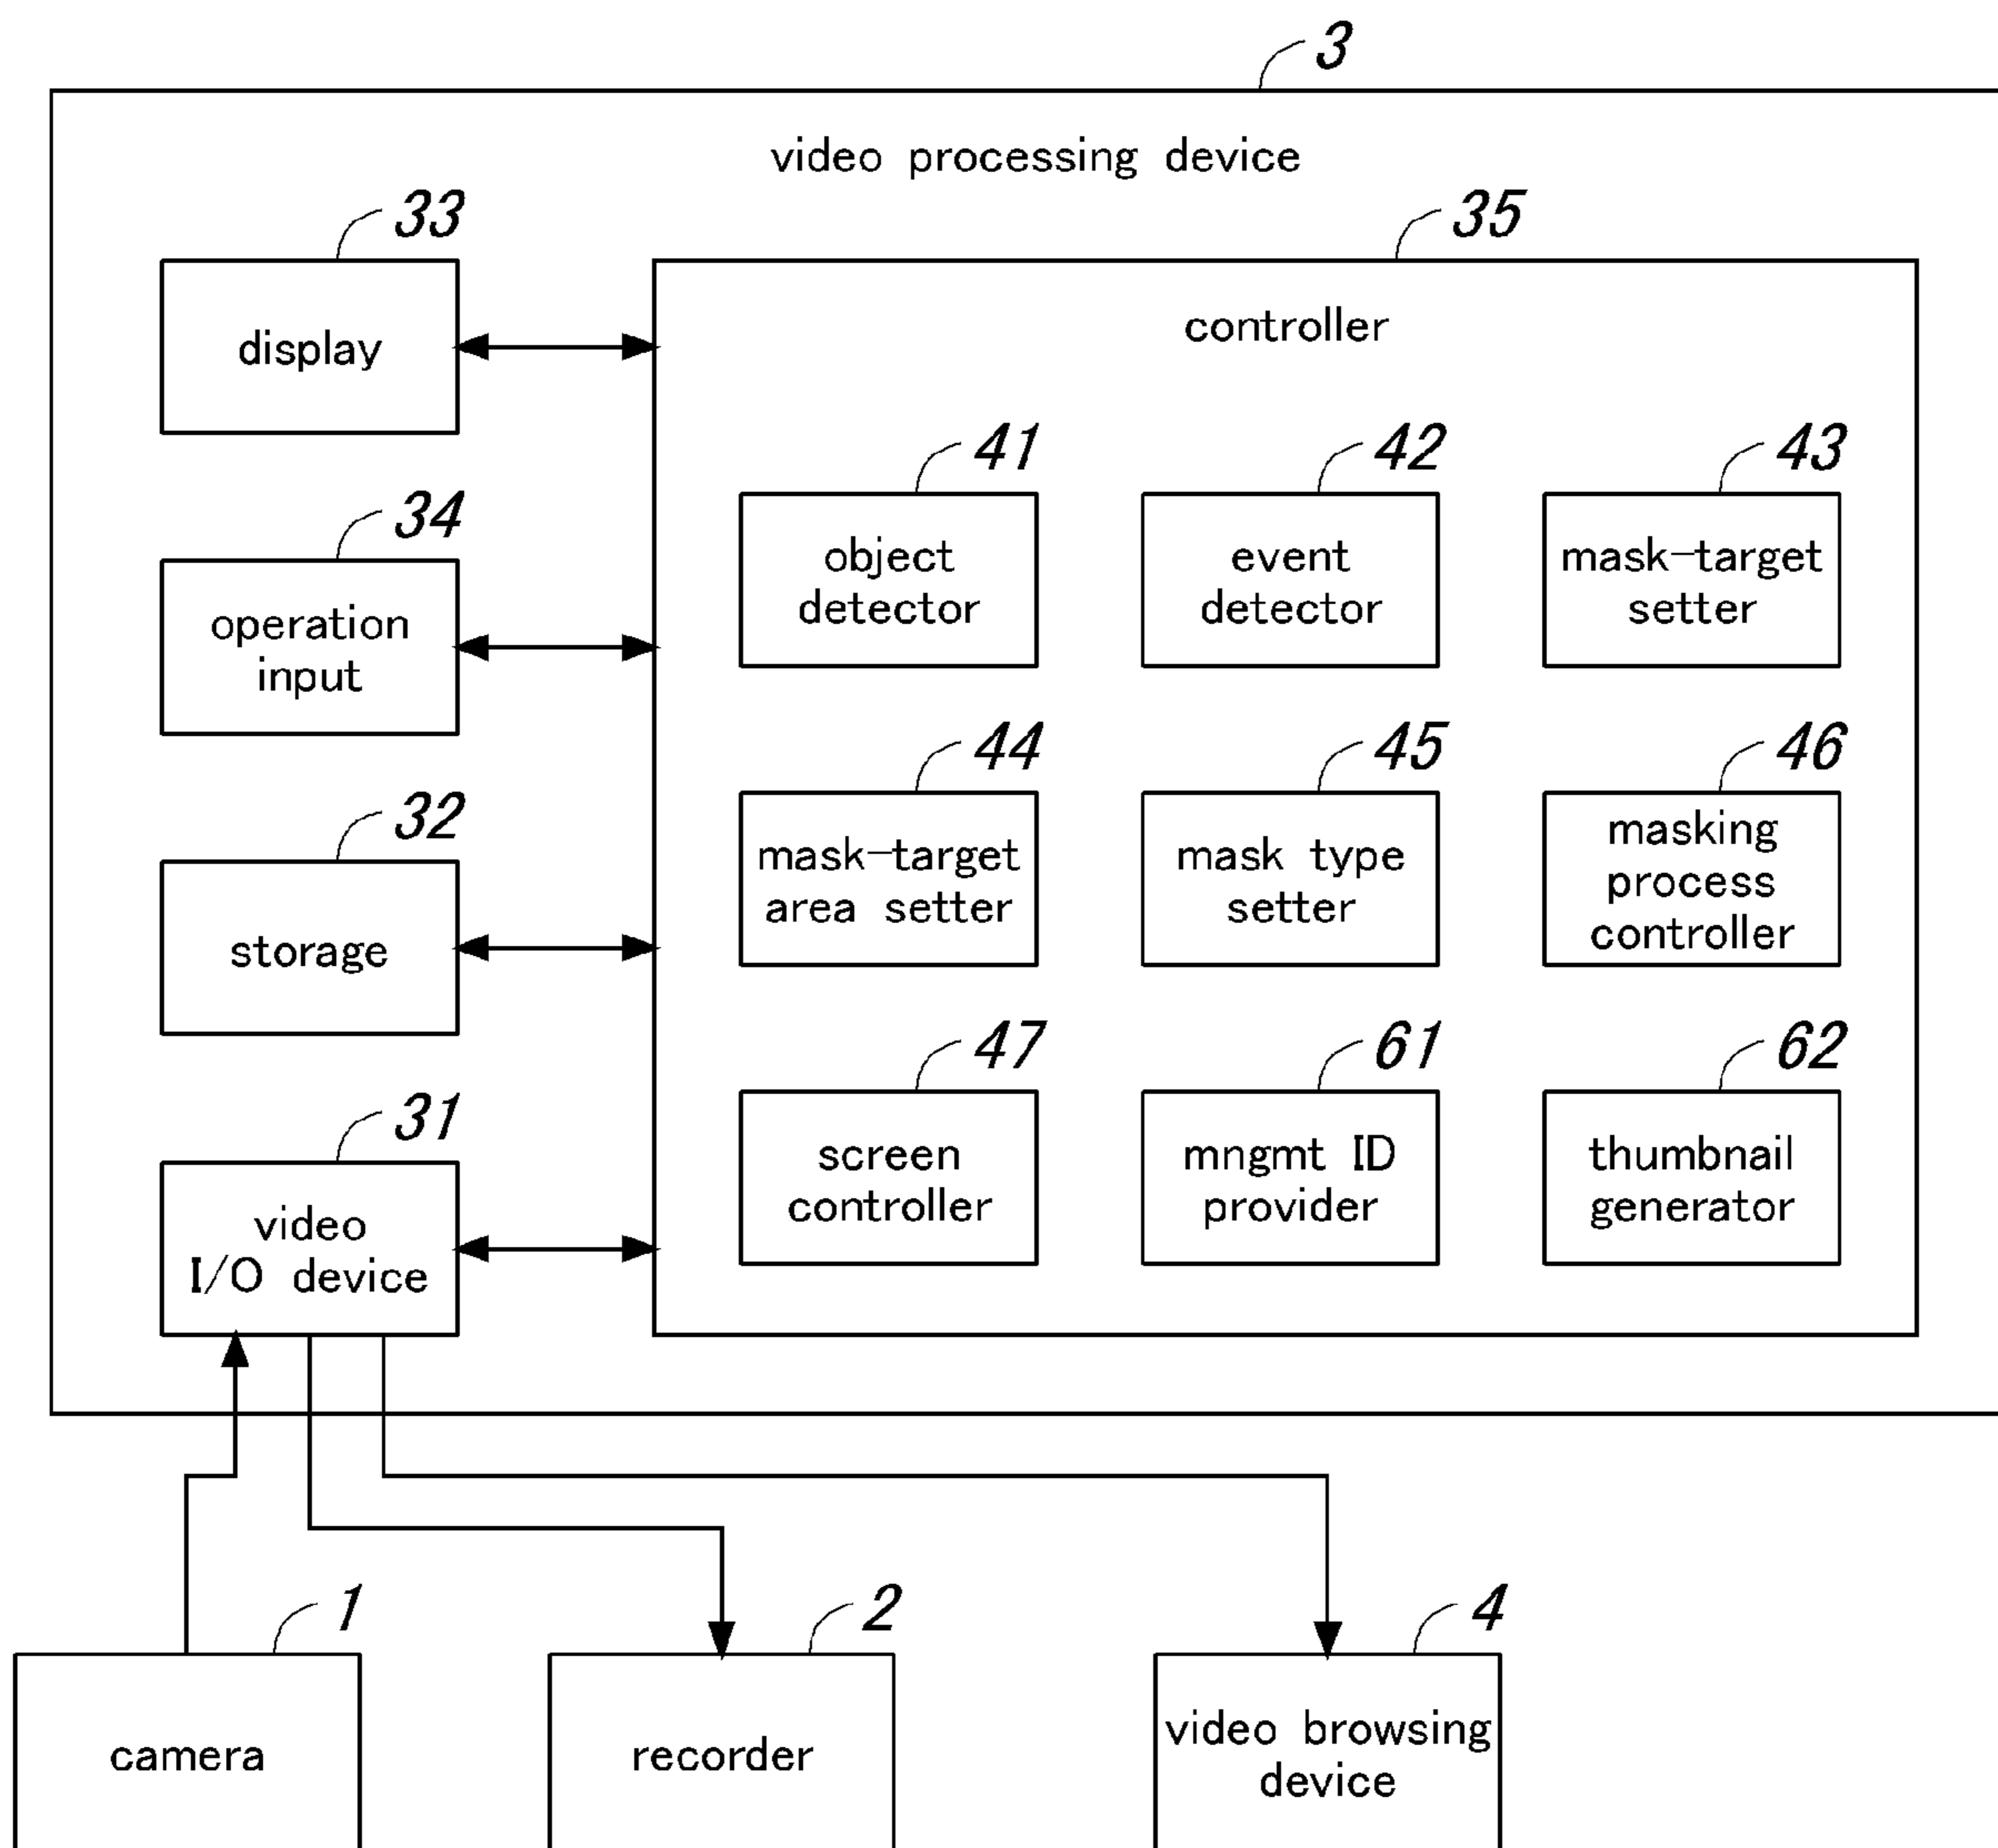 3
video processing device
33
35
display
controller
41
42
43
34
object
detector
event
detector
mask-target
setter
operation
input
44
45
46
32
mask-target
area setter
mask type
setter
masking
process
controller
storage
47
61
62
31
screen
controller
mngmt ID
provider
thumbnail
generator
video
I/O device
1
2
4
camera
recorder
video browsing
device